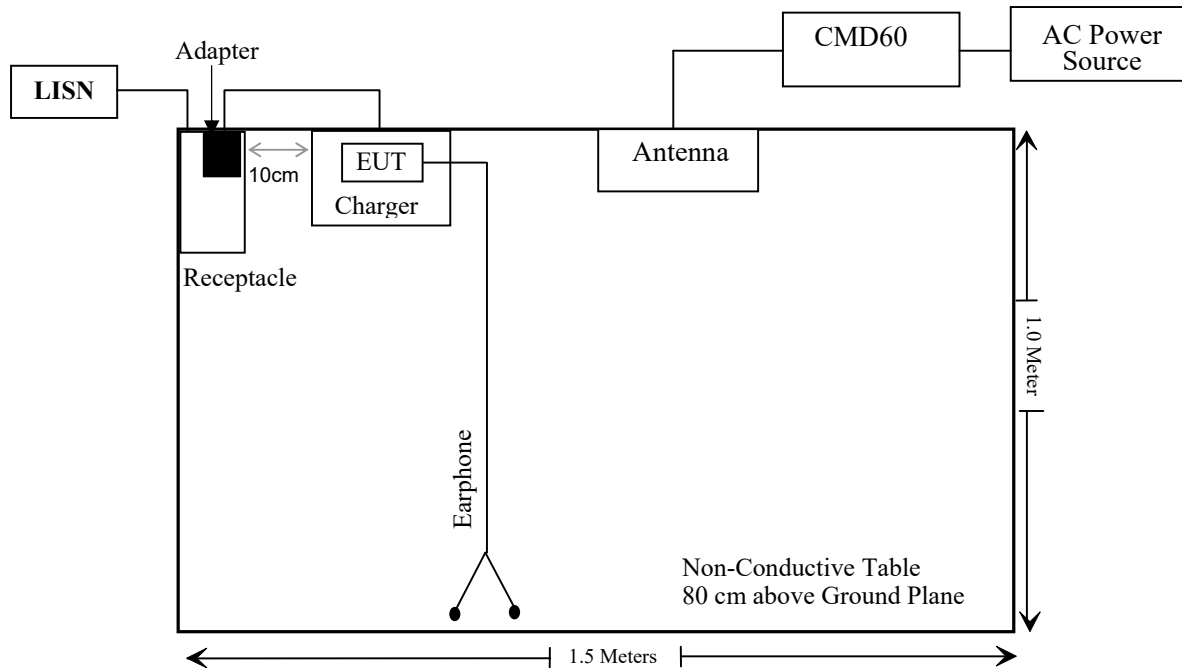 CMD60
AC Power
Source
Adapter
LISN
10cm
EUT
Charger
Antenna
Receptacle
1.0 Meter
Earphone
Non-Conductive Table
80 cm above Ground Plane
1.5 Meters